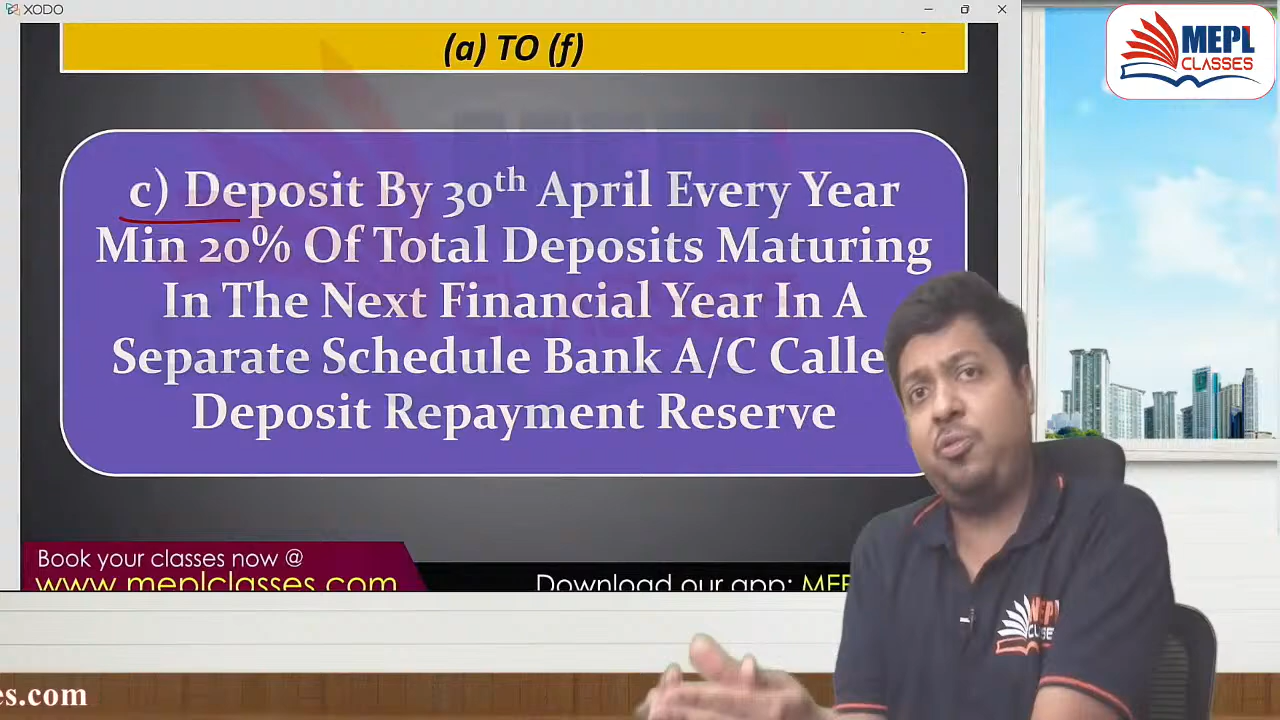 XODO
MEPL
CLASSES
(a) TO (f)
c) Deposit By 30th April Every Year
Min 20% Of Total Deposits Maturing
In The Next Financial Year In A
Separate Schedule Bank A/C Calle
Deposit Repayment Reserve
Book your classes now @
www.meplclasses.com
Download our app: MEP
MEPL
es.com